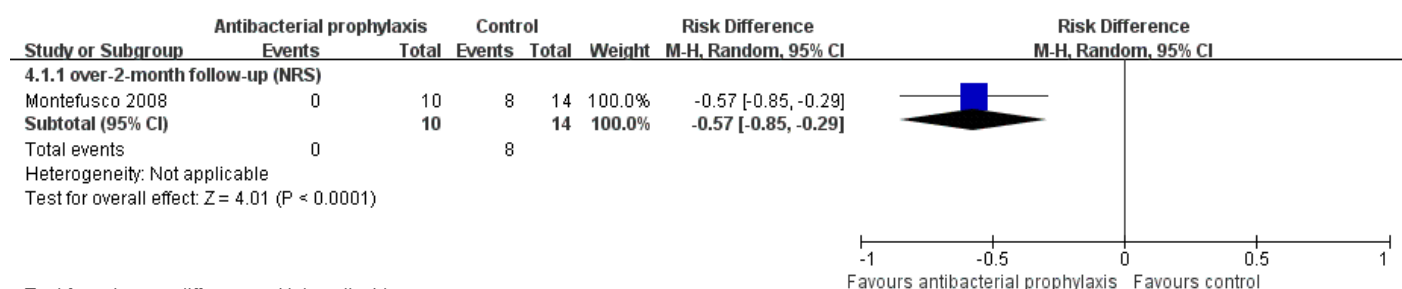 Antibacterial prophylaxis Control Risk Difference Risk Difference
Study or Subgroup Events Total Events Total Weight M-H, Random, 95% CI M-H, Random, 95% CI
4.1.1 over-2-month follow-up (NRS)
Montefusco 2008 0 10 8 14 100.0% -0.57 [-0.85, -0.29]
Subtotal (95% CI) 10 14 100.0% -0.57 [-0.85, -0.29]
Total events 0 8
Heterogeneity: Not applicable
Test for overall effect: Z = 4.01 (P < 0.0001)
-1 -0.5 0 0.5 1
Favours antibacterial prophylaxis Favours control